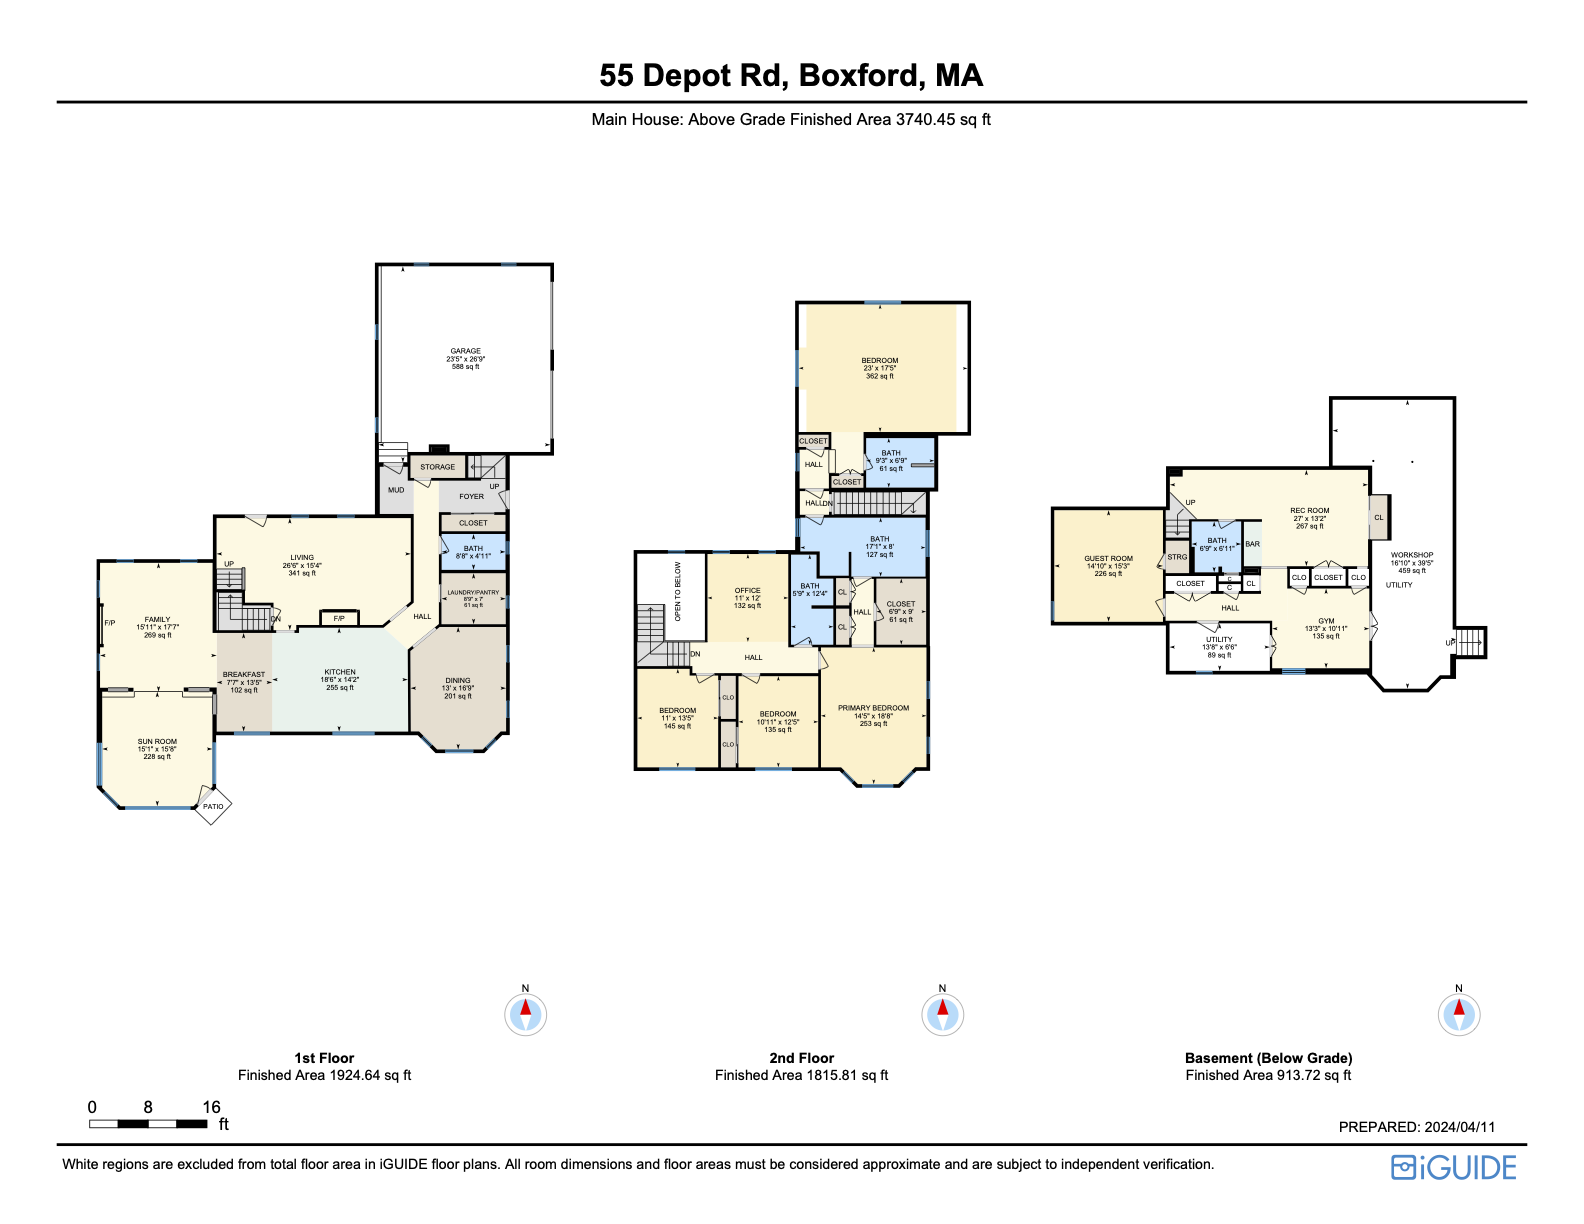 55 Depot Rd, Boxford, MA
Main House: Above Grade Finished Area 3740.45 sq ft
GARAGE
23'5" x 26'9"
588 sq ft
STORAGE
MUD
UP
FOYER
CLOSET
BATH
8'8" x 4'11"
LAUNDRY/PANTRY
8'9" x 7'
61 sq ft
LIVING
26'6" x 15'4"
341 sq ft
UP
DN
F/P
HALL
FAMILY
15'11" x 17'7"
269 sq ft
F/P
BREAKFAST
7'7" x 13'5"
102 sq ft
KITCHEN
18'6" x 14'2"
255 sq ft
DINING
13' x 16'9"
201 sq ft
SUN ROOM
15'1" x 15'8"
228 sq ft
PATIO
BEDROOM
23' x 17'5"
362 sq ft
CLOSET
HALL
BATH
9'3" x 6'9"
61 sq ft
CLOSET
HALL
DN
BATH
17'1" x 8'
127 sq ft
OPEN TO BELOW
OFFICE
11' x 12'
132 sq ft
BATH
5'9" x 12'4"
CL
HALL
CL
CLOSET
6'9" x 9'
61 sq ft
DN
HALL
BEDROOM
11' x 13'5"
145 sq ft
CLO
CLO
BEDROOM
10'11" x 12'5"
135 sq ft
PRIMARY BEDROOM
14'5" x 18'8"
253 sq ft
UP
REC ROOM
27' x 13'2"
267 sq ft
CL
BATH
6'9" x 6'11"
BAR
STRG
GUEST ROOM
14'10" x 15'3"
226 sq ft
WORKSHOP
16'10" x 39'5"
459 sq ft
UTILITY
CLOSET
C
C
CL
CLO
CLOSET
CLO
HALL
GYM
13'3" x 10'11"
135 sq ft
UTILITY
13'8" x 6'6"
89 sq ft
UP
N
N
N
1st Floor
Finished Area 1924.64 sq ft
2nd Floor
Finished Area 1815.81 sq ft
Basement (Below Grade)
Finished Area 913.72 sq ft
0 8 16
ft
PREPARED: 2024/04/11
White regions are excluded from total floor area in iGUIDE floor plans. All room dimensions and floor areas must be considered approximate and are subject to independent verification.
iGUIDE